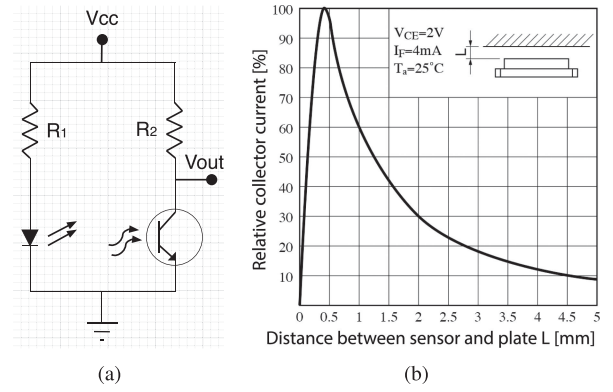 Vcc
R1
R2
Vout
(a)
Relative collector current [%]
100
90
80
70
60
50
40
30
20
10
VCE=2V
IF=4mA
Ta=25°C
L
0 0.5 1 1.5 2 2.5 3 3.5 4 4.5 5
Distance between sensor and plate L [mm]
(b)